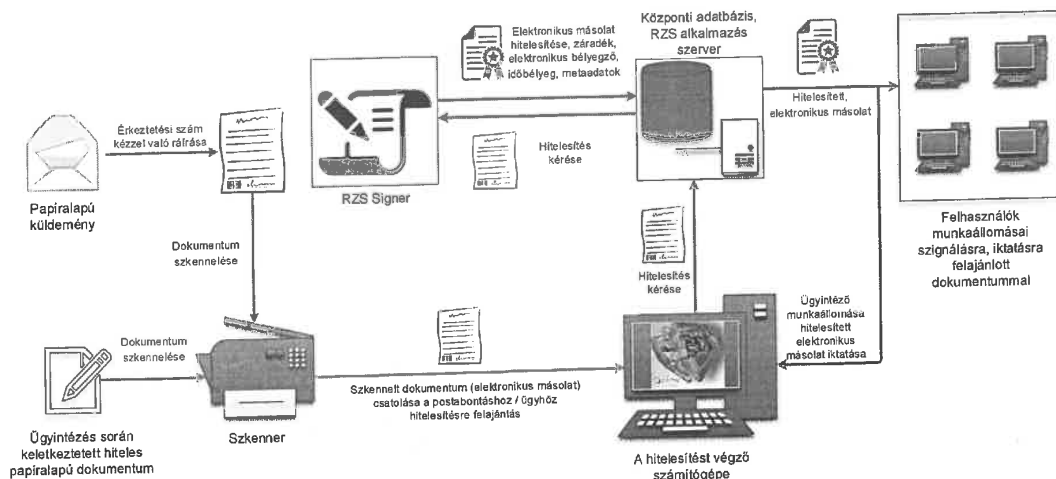 Elektronikus másolat
hitelesítése, záradék,
elektronikus bélyegző,
időbélyeg, metaadatok
Központi adatbázis,
RZS alkalmazás
szerver
Hitelesített,
elektronikus másolat
Érkeztetési szám
kézzel való ráfrása
Papíralapú
küldemény
Hitelesítés
kérése
RZS Signer
Felhasználók
munkaállomásai
szignálásra, iktatásra
felajánlott
dokumentummal
Dokumentum
szkennelése
Hitelesítés
kérése
Ügyintéző
munkaállomása
hitelesített
elektronikus
másolat iktatása
Dokumentum
szkennelése
Szkennelt dokumentum (elektronikus másolat)
csatolása a postabontáshoz / ügyhöz
hitelesítésre felajántás
Ügyintézés során
keletkeztetett hiteles
papíralapú dokumentum
Szkenner
A hitelesítést végző
számítógépe